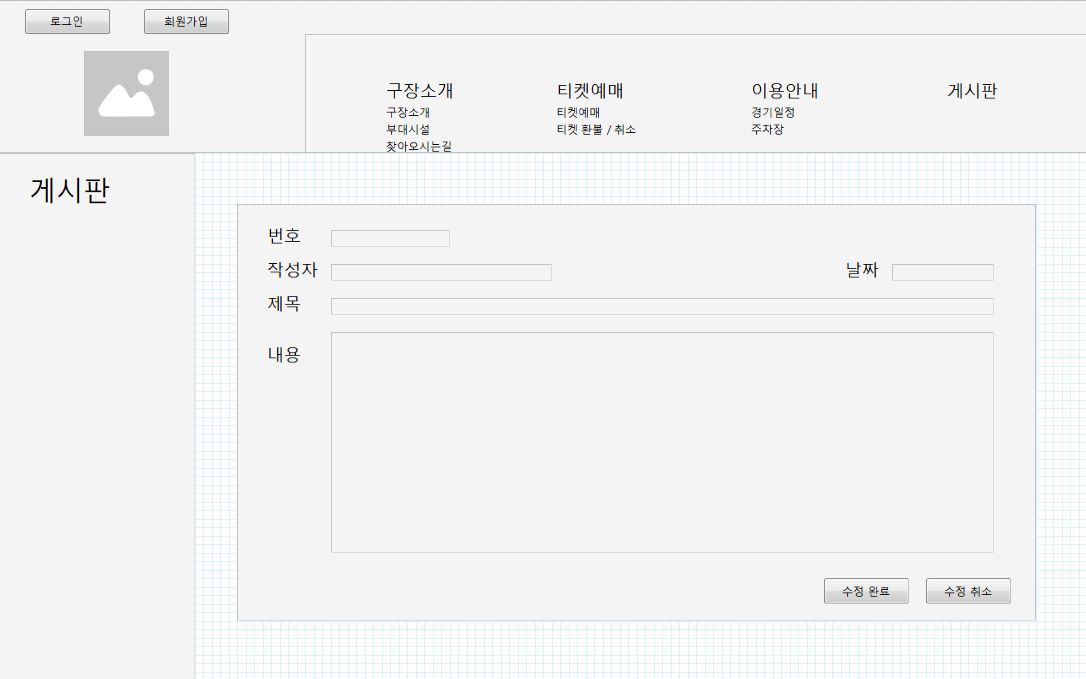 로그인 회원가입
구장소개 티켓예매 이용안내 게시판
구장소개 티켓예매 경기일정
부대시설 티켓 환불 / 취소 주차장
찾아오시는길
게시판
번호
작성자 날짜
제목
내용
수정 완료 수정 취소